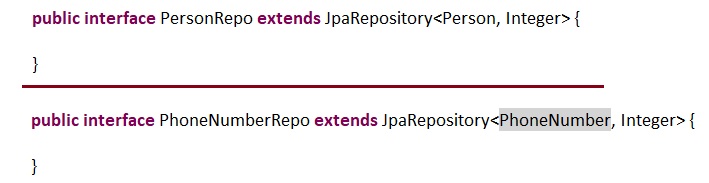 public interface PersonRepo extends JpaRepository<Person, Integer> {
}
public interface PhoneNumberRepo extends JpaRepository<PhoneNumber, Integer> {
}